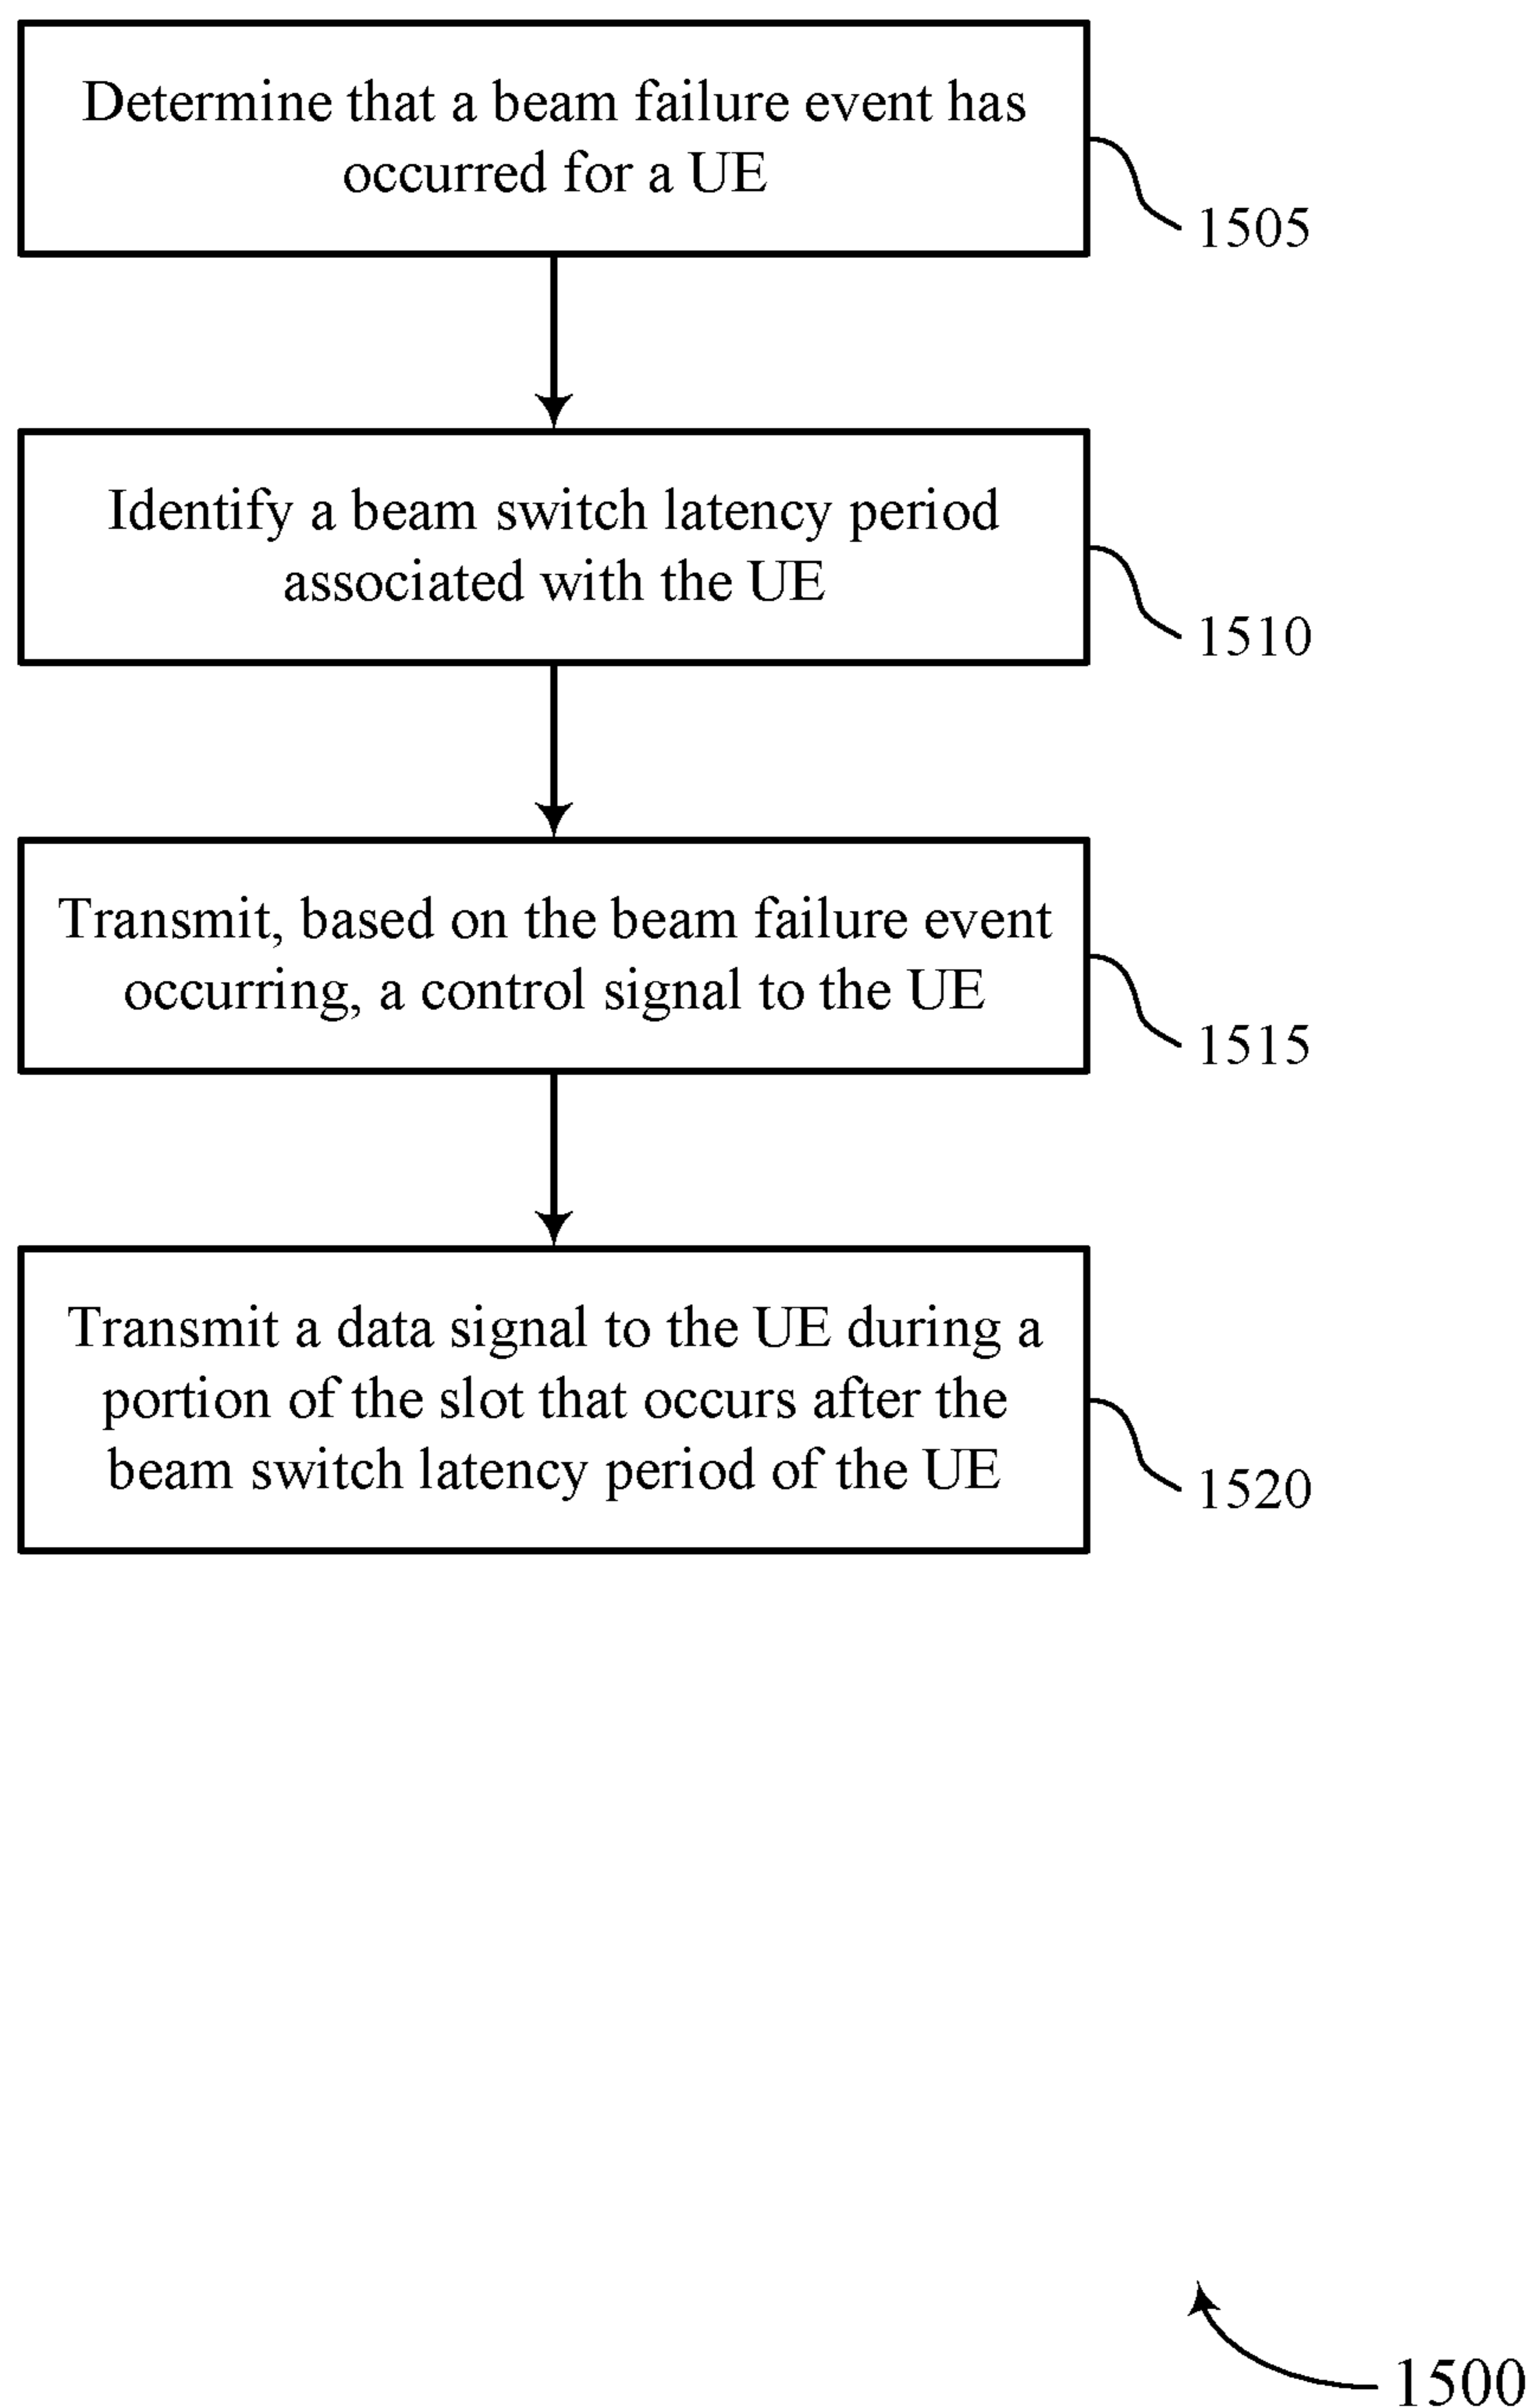 Determine that a beam failure event has
occurred for a UE
1505
Identify a beam switch latency period
associated with the UE
1510
Transmit, based on the beam failure event
occurring, a control signal to the UE
1515
Transmit a data signal to the UE during a
portion of the slot that occurs after the
beam switch latency period of the UE
1520
1500